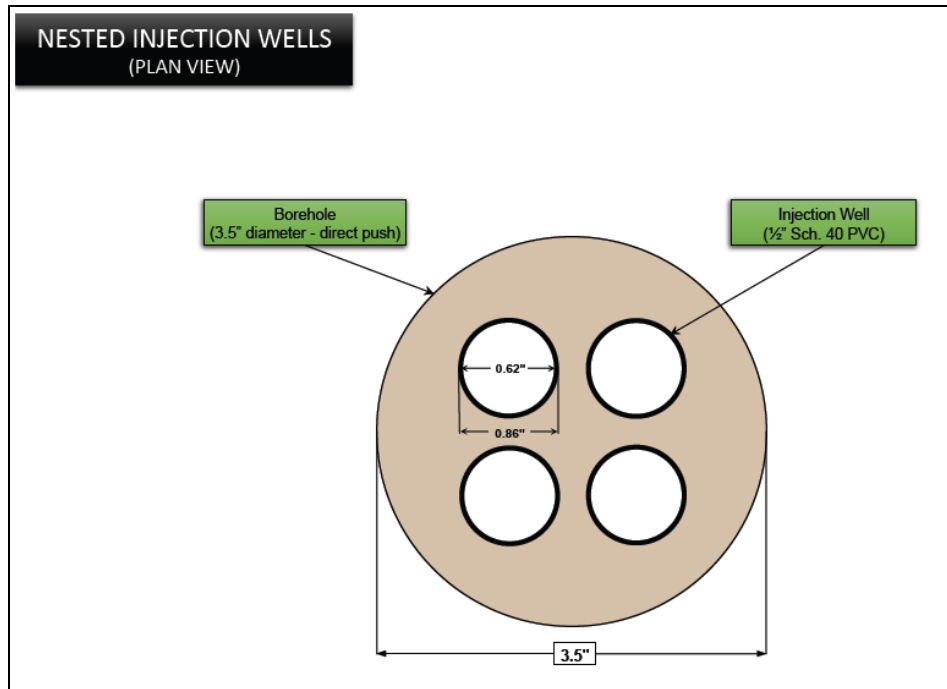 NESTED INJECTION WELLS
(PLAN VIEW)
Borehole
(3.5" diameter - direct push)
Injection Well
(½" Sch. 40 PVC)
0.62"
0.86"
3.5"